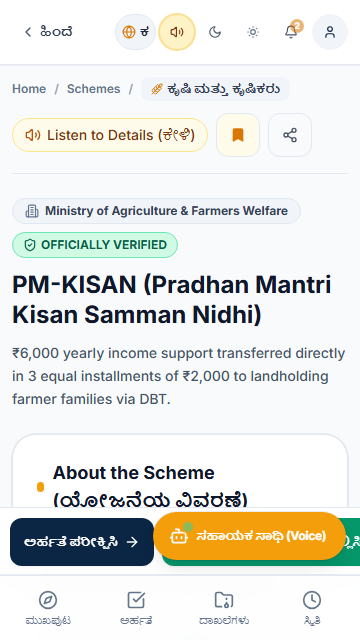 ಹಿಂದೆ
ಕ
2
Home / Schemes / ಕೃಷಿ ಮತ್ತು ಕೃಷಿಕರು
Listen to Details (ಕೇಳಿ)
Ministry of Agriculture & Farmers Welfare
OFFICIALLY VERIFIED
PM-KISAN (Pradhan Mantri
Kisan Samman Nidhi)
₹6,000 yearly income support transferred directly
in 3 equal installments of ₹2,000 to landholding
farmer families via DBT.
About the Scheme
(ಯೋಜನೆಯ ವಿವರಣೆ)
ಅರ್ಹತೆ ಪರೀಕ್ಷಿಸಿ
ಸಹಾಯಕ ಸಾಥಿ (Voice)
ಮುಖಪುಟ
ಅರ್ಹತೆ
ದಾಖಲೆಗಳು
ಸ್ಥಿತಿ